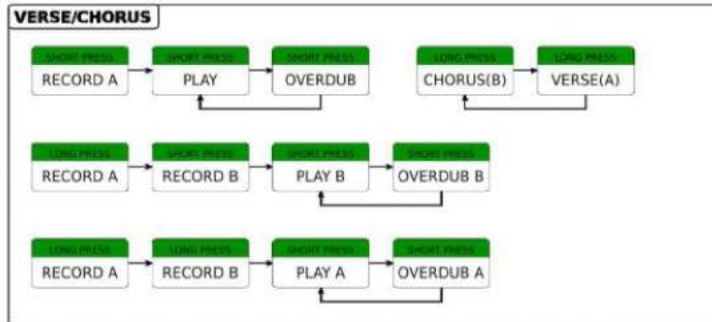 VERSE/CHORUS
SHORT PRESS SHORT PRESS SHORT PRESS LONG PRESS LONG PRESS
RECORD A PLAY OVERDUB CHORUS(B) VERSE(A)
LONG PRESS SHORT PRESS SHORT PRESS SHORT PRESS
RECORD A RECORD B PLAY B OVERDUB B
LONG PRESS LONG PRESS SHORT PRESS SHORT PRESS
RECORD A RECORD B PLAY A OVERDUB A